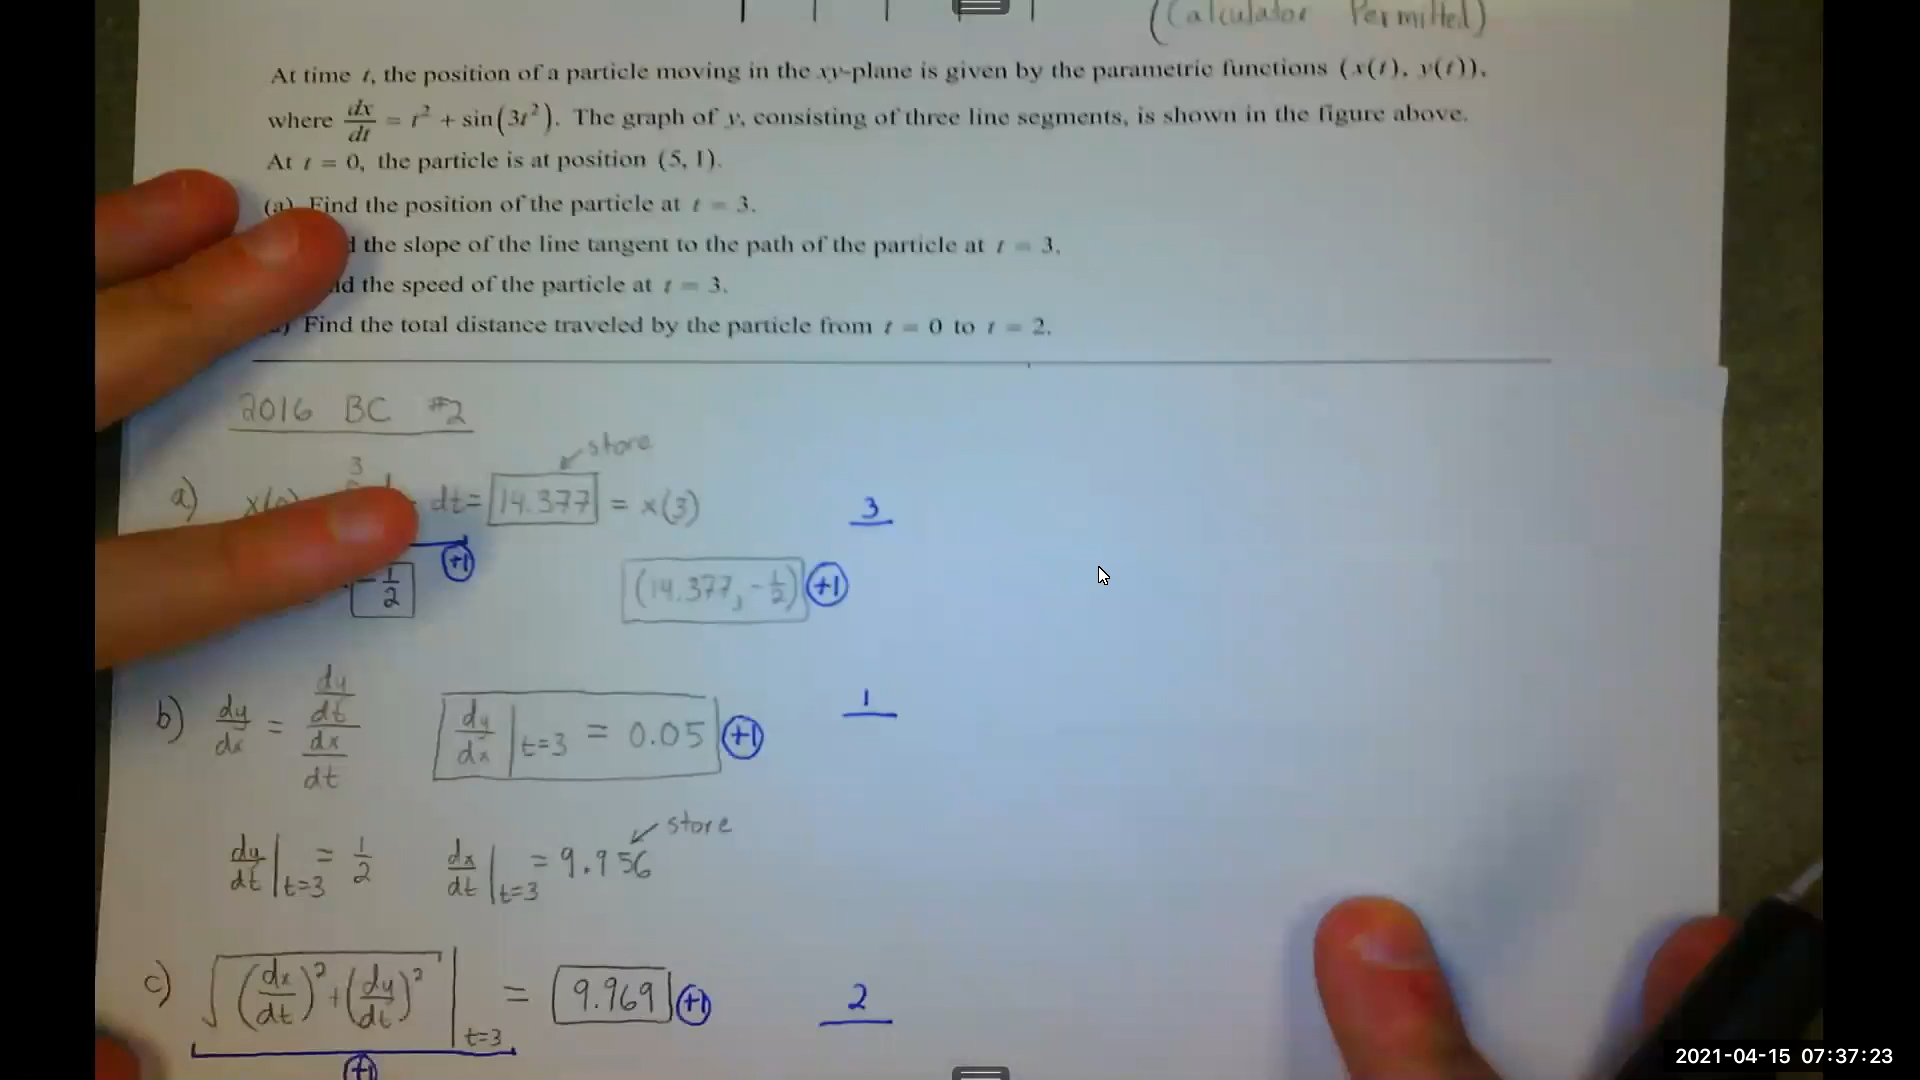 (Calculator Permitted)
At time t, the position of a particle moving in the xy-plane is given by the parametric functions (x(t), y(t)),
where dx/dt = t² + sin(3t²). The graph of y, consisting of three line segments, is shown in the figure above.
At t = 0, the particle is at position (5, 1).
(a) Find the position of the particle at t = 3.
the slope of the line tangent to the path of the particle at t = 3.
the speed of the particle at t = 3.
Find the total distance traveled by the particle from t = 0 to t = 2.
2016 BC #2
store
a) 3 dt = 14.377 = x(3) 3
+1
-1/2 (14.377, -1/2) +1
b) dy/dx = dy/dt / dx/dt dy/dx | t=3 = 0.05 +1 1
store
dy/dt | t=3 = 1/2 dx/dt | t=3 = 9.956
c) √((dx/dt)² + (dy/dt)²) | t=3 = 9.969 +1 2
+1
2021-04-15 07:37:23